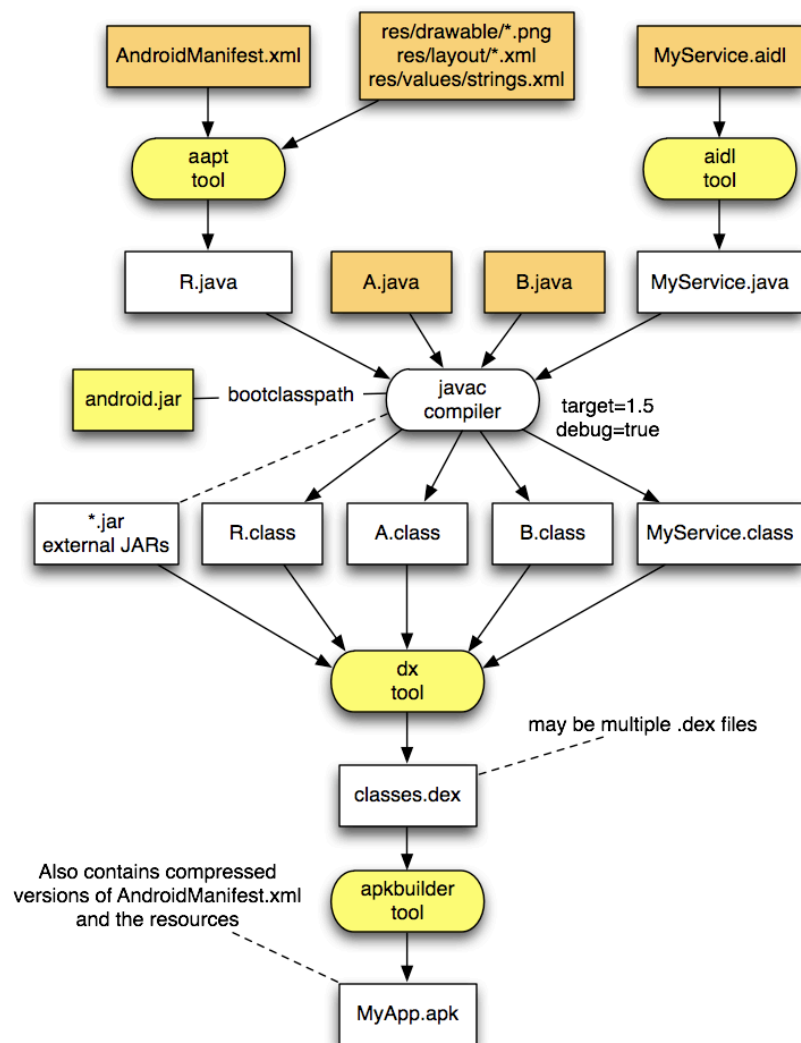 AndroidManifest.xml
res/drawable/*.png
res/layout/*.xml
res/values/strings.xml
MyService.aidl
aapt
tool
aidl
tool
R.java
A.java
B.java
MyService.java
android.jar
bootclasspath
javac
compiler
target=1.5
debug=true
*.jar
external JARs
R.class
A.class
B.class
MyService.class
dx
tool
may be multiple .dex files
classes.dex
Also contains compressed
versions of AndroidManifest.xml
and the resources
apkbuilder
tool
MyApp.apk